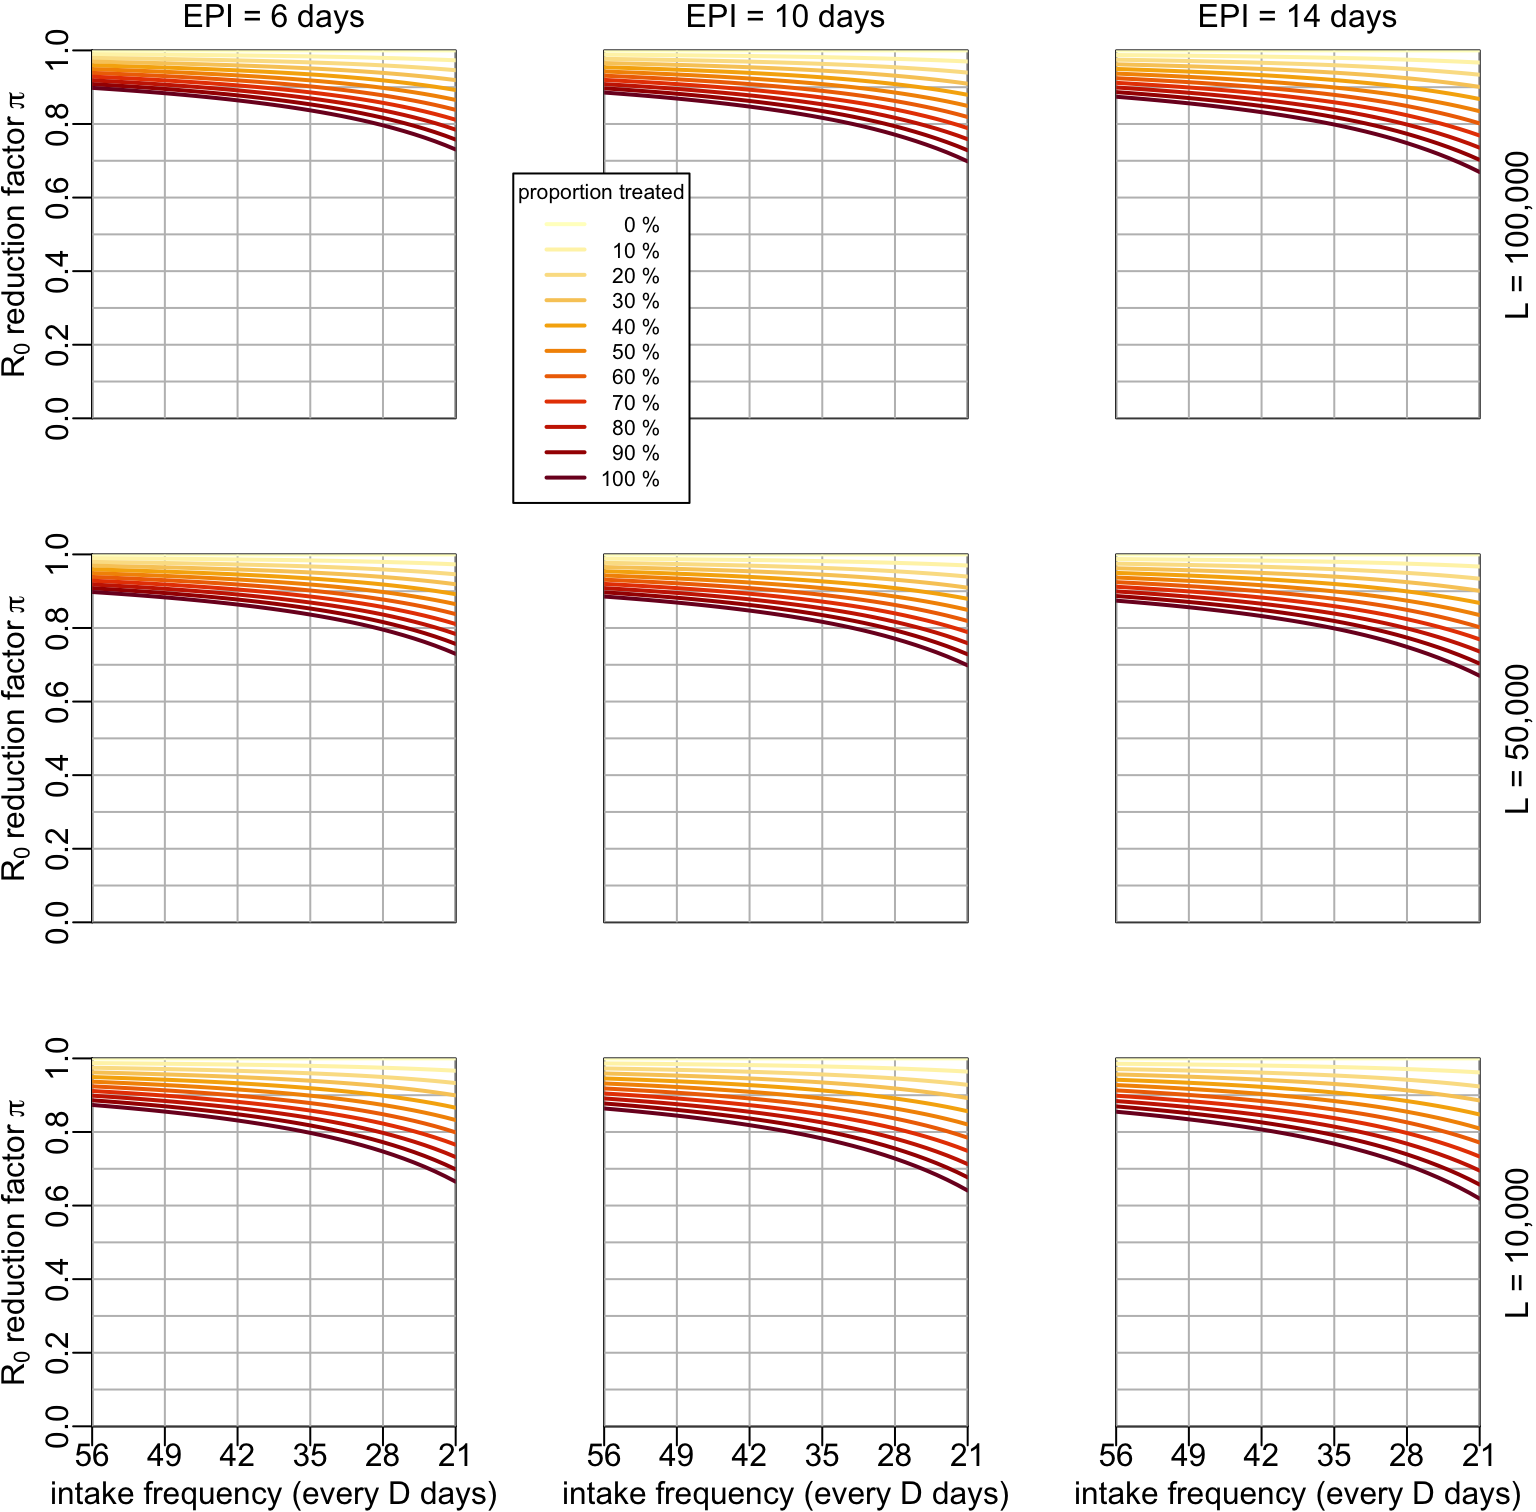 EPI = 6 days
EPI = 10 days
EPI = 14 days
R0 reduction factor π
1.0
0.8
0.6
0.4
0.2
0.0
L = 100,000
proportion treated
0 %
10 %
20 %
30 %
40 %
50 %
60 %
70 %
80 %
90 %
100 %
R0 reduction factor π
1.0
0.8
0.6
0.4
0.2
0.0
L = 50,000
R0 reduction factor π
1.0
0.8
0.6
0.4
0.2
0.0
L = 10,000
56 49 42 35 28 21
56 49 42 35 28 21
56 49 42 35 28 21
intake frequency (every D days)
intake frequency (every D days)
intake frequency (every D days)